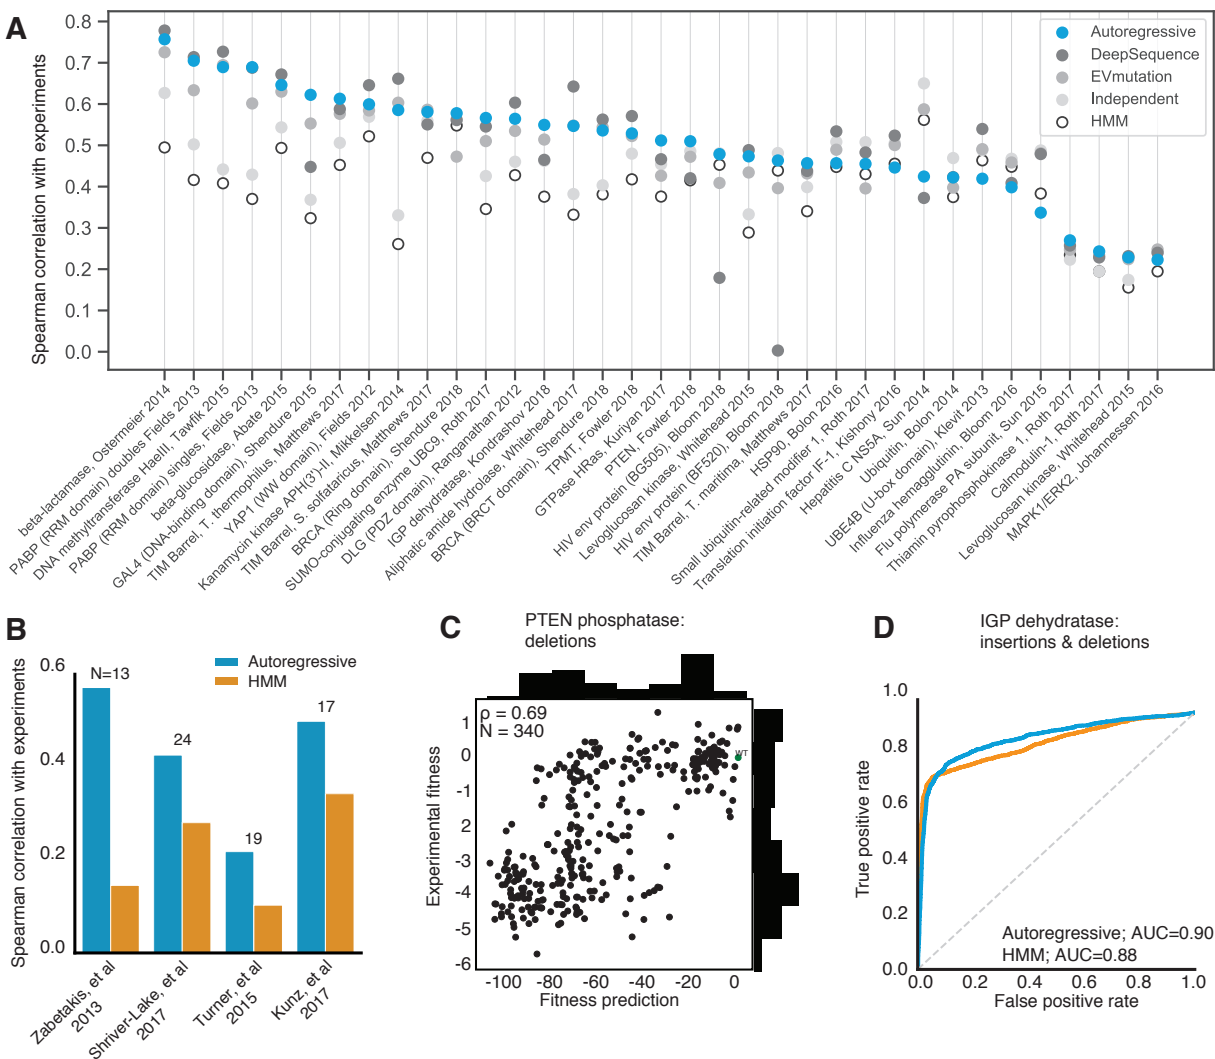 A
Spearman correlation with experiments
0.8
0.7
0.6
0.5
0.4
0.3
0.2
0.1
0.0
Autoregressive
DeepSequence
EVmutation
Independent
HMM
beta-lactamase, Ostermeier 2014
PABP (RRM domain) doubles Fields 2013
DNA methyltransferase HaeIII, Tawfik 2015
PABP (RRM domain) singles, Fields 2013
beta-glucosidase, Abate 2015
GAL4 (DNA-binding domain), Shendure 2015
TIM Barrel, T. thermophilus, Matthews 2017
YAP1 (WW domain), Fields 2012
Kanamycin kinase APH(3')-II, Mikkelsen 2014
TIM Barrel, S. solfataricus, Matthews 2017
BRCA (Ring domain), Shendure 2018
SUMO-conjugating enzyme UBC9, Roth 2017
DLG (PDZ domain), Ranganathan 2012
IGP dehydratase, Kondrashov 2018
Aliphatic amide hydrolase, Whitehead 2017
BRCA (BRCT domain), Shendure 2018
TPMT, Fowler 2018
GTPase HRas, Kuriyan 2017
PTEN, Fowler 2018
HIV env protein (BG505), Bloom 2018
Levoglucosan kinase, Whitehead 2015
HIV env protein (BF520), Bloom 2018
TIM Barrel, T. maritima, Matthews 2017
HSP90, Bolon 2016
Small ubiquitin-related modifier 1, Roth 2017
Translation initiation factor IF-1, Kishony 2016
Hepatitis C NS5A, Sun 2014
Ubiquitin, Bolon 2014
UBE4B (U-box domain), Klevit 2013
Influenza hemagglutinin, Bloom 2016
Flu polymerase PA subunit, Sun 2015
Thiamin pyrophosphokinase 1, Roth 2017
Calmodulin-1, Roth 2017
Levoglucosan kinase, Whitehead 2015
MAPK1/ERK2, Johannessen 2016
B
Spearman correlation with experiments
0.6
0.4
0.2
0.0
Autoregressive
HMM
N=13
24
19
17
Zabetakis, et al
2013
Shriver-Lake, et al
2017
Turner, et al
2015
Kunz, et al
2017
C
PTEN phosphatase:
deletions
ρ = 0.69
N = 340
WT
Experimental fitness
1
0
-1
2
-3
-4
-5
-6
-100
-80
-60
-40
-20
0
Fitness prediction
D
IGP dehydratase:
insertions & deletions
True positive rate
1.0
0.8
0.6
0.4
0.2
0.0
Autoregressive; AUC=0.90
HMM; AUC=0.88
0.0
0.2
0.4
0.6
0.8
1.0
False positive rate